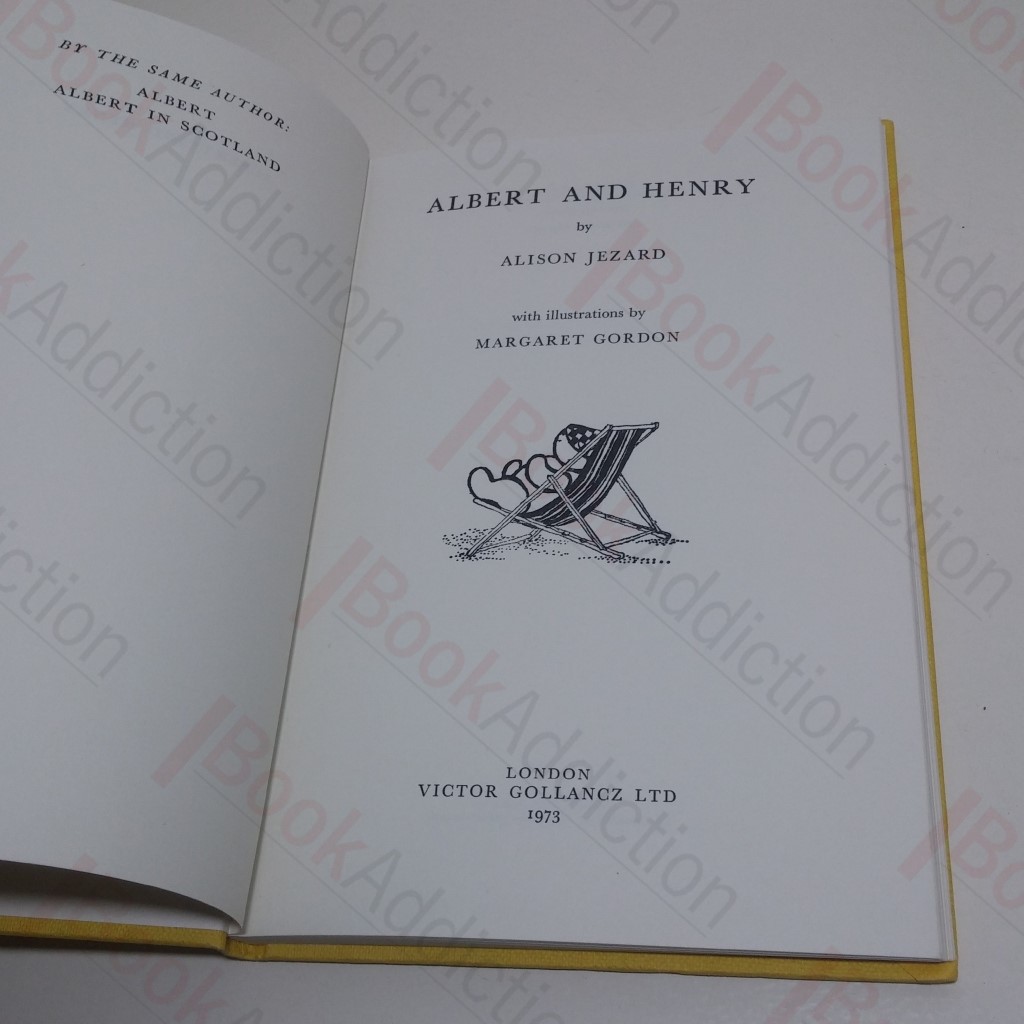 BY THE SAME AUTHOR:
ALBERT
ALBERT IN SCOTLAND
ALBERT AND HENRY
by
ALISON JEZARD
with illustrations by
MARGARET GORDON
LONDON
VICTOR GOLLANCZ LTD
1973
BookAddiction